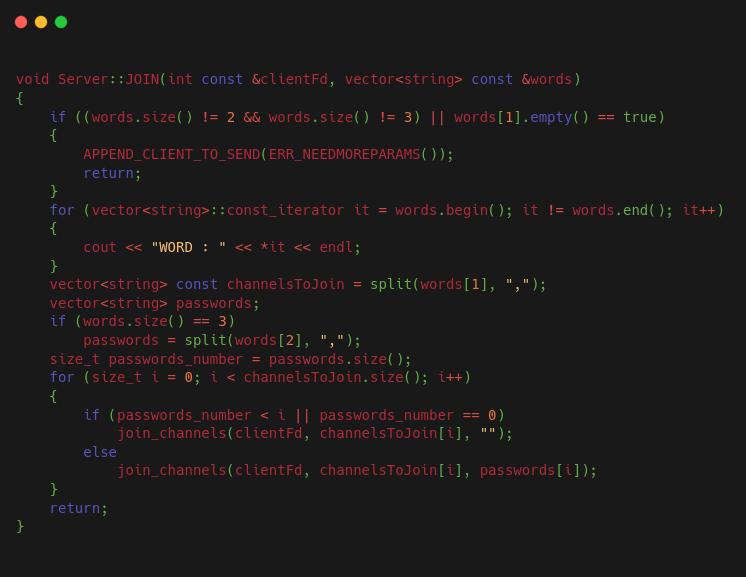 void Server::JOIN(int const &clientFd, vector<string> const &words)
{
    if ((words.size() != 2 && words.size() != 3) || words[1].empty() == true)
    {
        APPEND_CLIENT_TO_SEND(ERR_NEEDMOREPARAMS());
        return;
    }
    for (vector<string>::const_iterator it = words.begin(); it != words.end(); it++)
    {
        cout << "WORD : " << *it << endl;
    }
    vector<string> const channelsToJoin = split(words[1], ",");
    vector<string> passwords;
    if (words.size() == 3)
        passwords = split(words[2], ",");
    size_t passwords_number = passwords.size();
    for (size_t i = 0; i < channelsToJoin.size(); i++)
    {
        if (passwords_number < i || passwords_number == 0)
            join_channels(clientFd, channelsToJoin[i], "");
        else
            join_channels(clientFd, channelsToJoin[i], passwords[i]);
    }
    return;
}